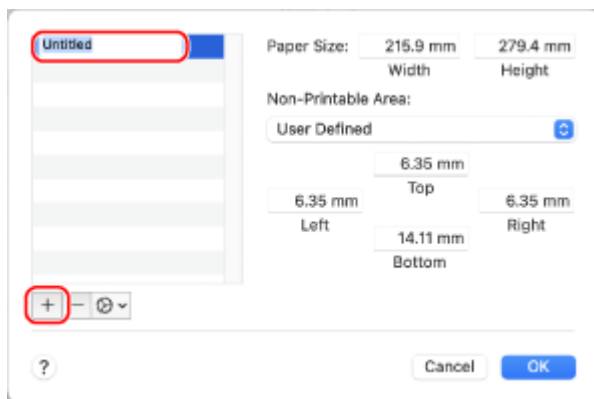 Untitled
Paper Size: 215.9 mm 279.4 mm
Width Height
Non-Printable Area:
User Defined
6.35 mm
Top
6.35 mm 6.35 mm
Left Right
14.11 mm
Bottom
+ −
? Cancel OK